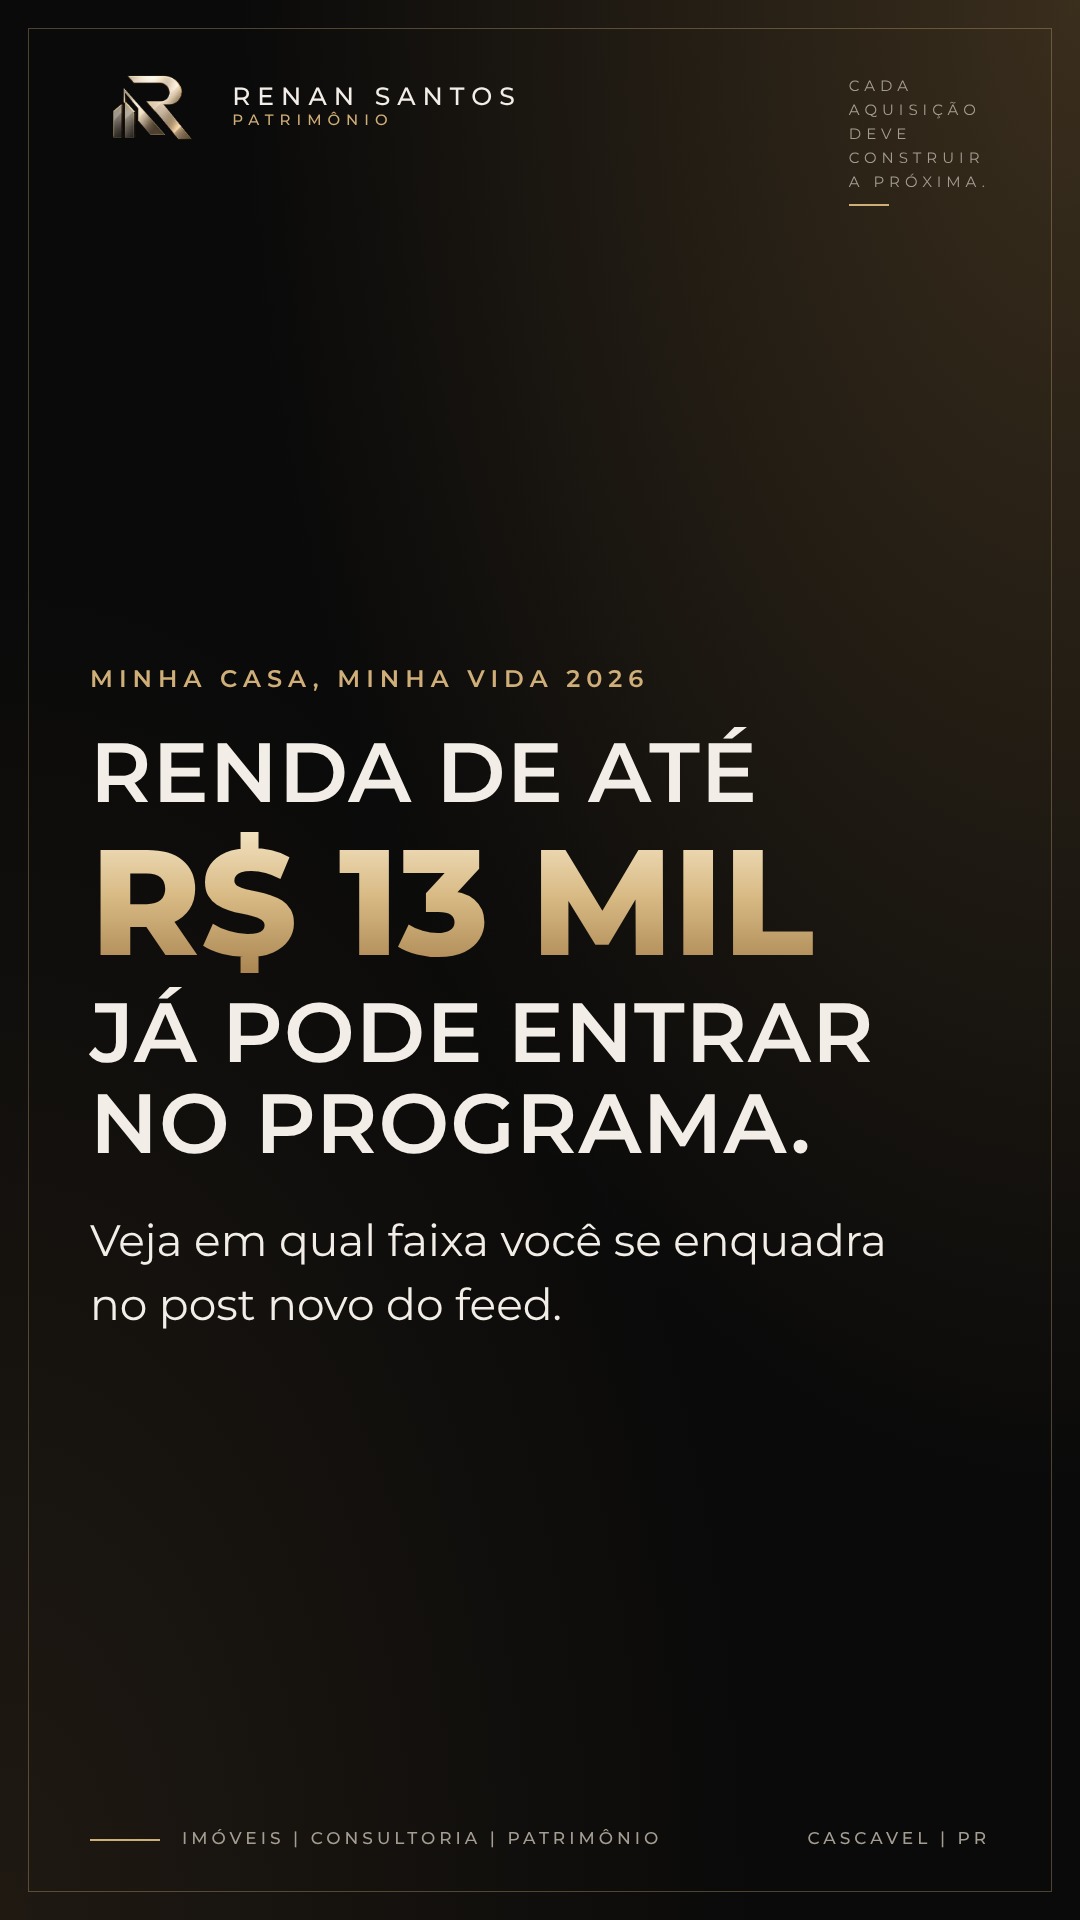 RENAN SANTOS
PATRIMÔNIO
CADA
AQUISIÇÃO
DEVE
CONSTRUIR
A PRÓXIMA.
MINHA CASA, MINHA VIDA 2026
RENDA DE ATÉ
R$ 13 MIL
JÁ PODE ENTRAR
NO PROGRAMA.
Veja em qual faixa você se enquadra
no post novo do feed.
IMÓVEIS | CONSULTORIA | PATRIMÔNIO
CASCAVEL | PR